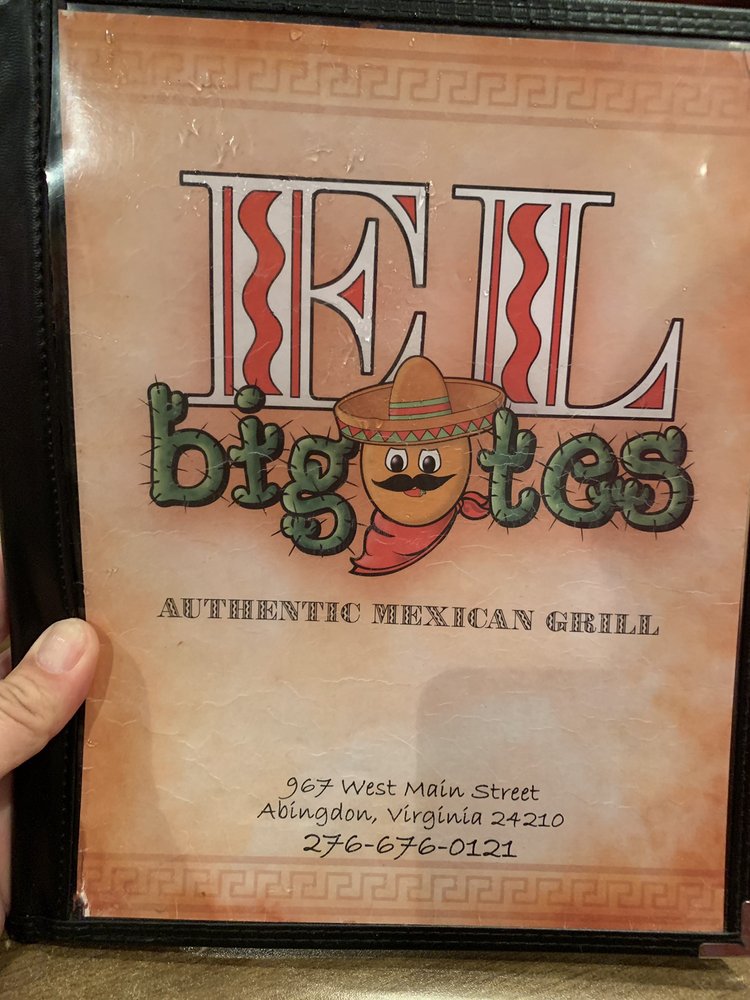 EL
bigotes
AUTHENTIC MEXICAN GRILL
967 West Main Street
Abingdon, Virginia 24210
276-676-0121